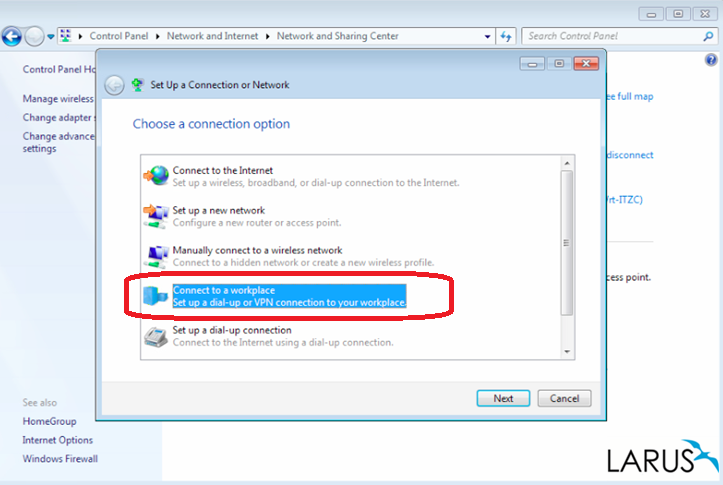 Control Panel
Network and Internet
Network and Sharing Center
Search Control Panel
Control Panel Ho
Manage wireless
Change adapter s
Change advance
settings
See also
HomeGroup
Internet Options
Windows Firewall
Set Up a Connection or Network
Choose a connection option
Connect to the Internet
Set up a wireless, broadband, or dial-up connection to the Internet.
Set up a new network
Configure a new router or access point.
Manually connect to a wireless network
Connect to a hidden network or create a new wireless profile.
Connect to a workplace
Set up a dial-up or VPN connection to your workplace.
Set up a dial-up connection
Connect to the Internet using a dial-up connection.
Next
Cancel
ee full map
disconnect
/rt-ITZC)
cess point.
LARUS